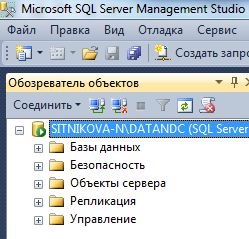 Microsoft SQL Server Management Studio
Файл Правка Вид Отладка Сервис
Создать запро
Обозреватель объектов
Соединить
SITNIKOVA-N\DATANDC (SQL Server
Базы данных
Безопасность
Объекты сервера
Репликация
Управление